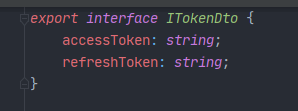 export interface ITokenDto {
    accessToken: string;
    refreshToken: string;
}